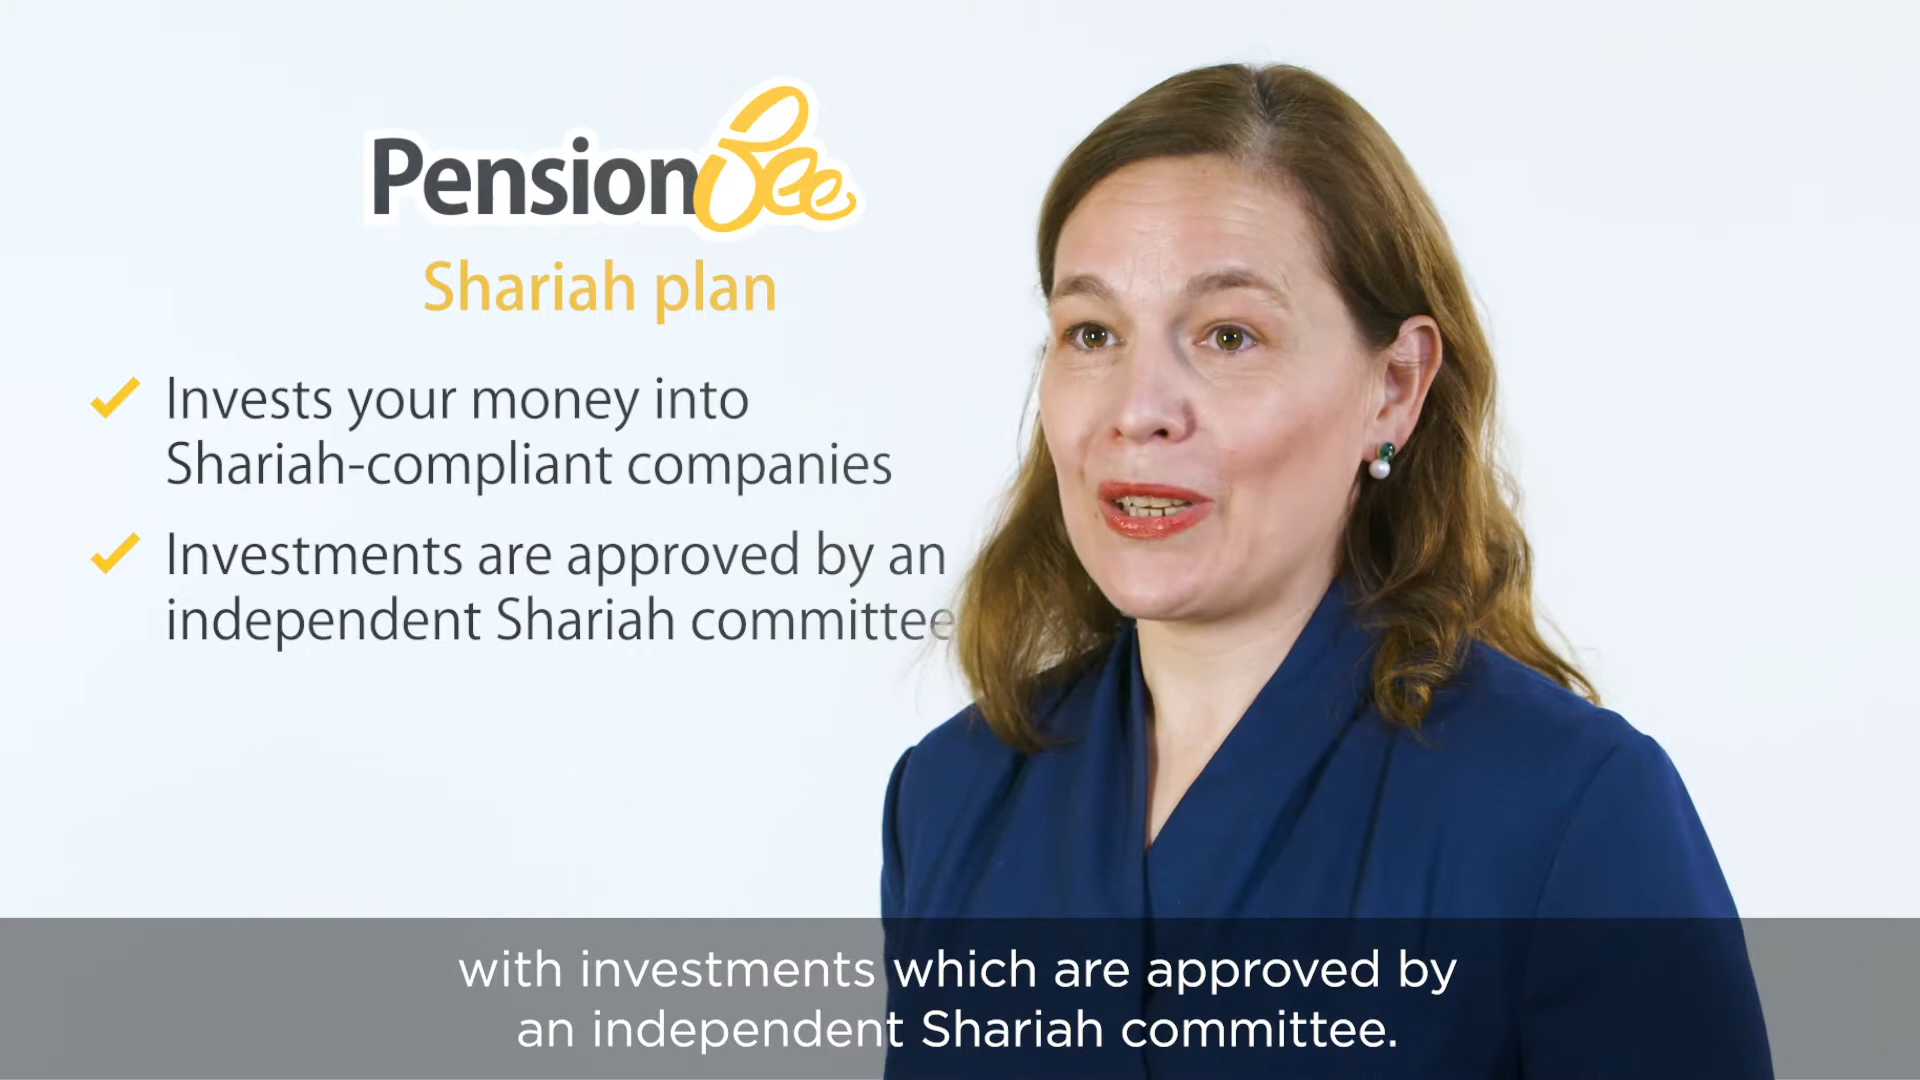 PensionBee
Shariah plan
Invests your money into
Shariah-compliant companies
Investments are approved by an
independent Shariah committee
with investments which are approved by
an independent Shariah committee.